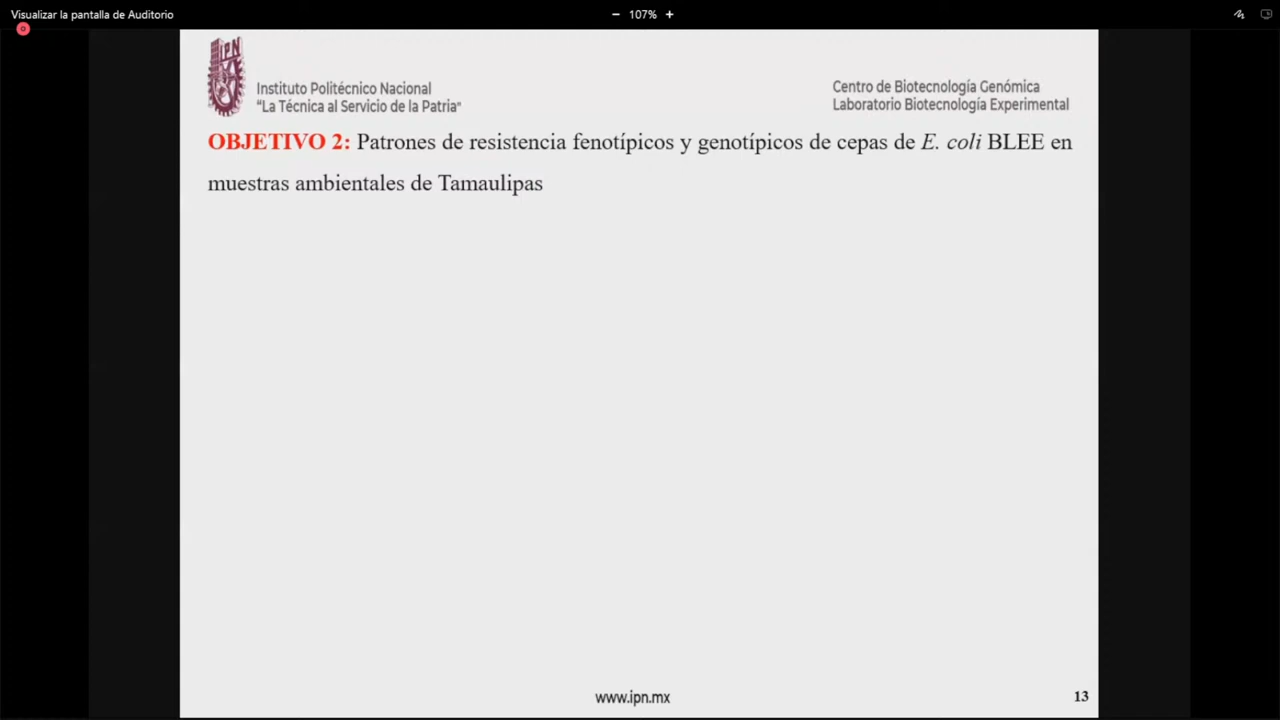 Visualizar la pantalla de Auditorio
− 107% +
IPN
Instituto Politécnico Nacional
“La Técnica al Servicio de la Patria”
Centro de Biotecnología Genómica
Laboratorio Biotecnología Experimental
OBJETIVO 2: Patrones de resistencia fenotípicos y genotípicos de cepas de E. coli BLEE en
muestras ambientales de Tamaulipas
www.ipn.mx
13